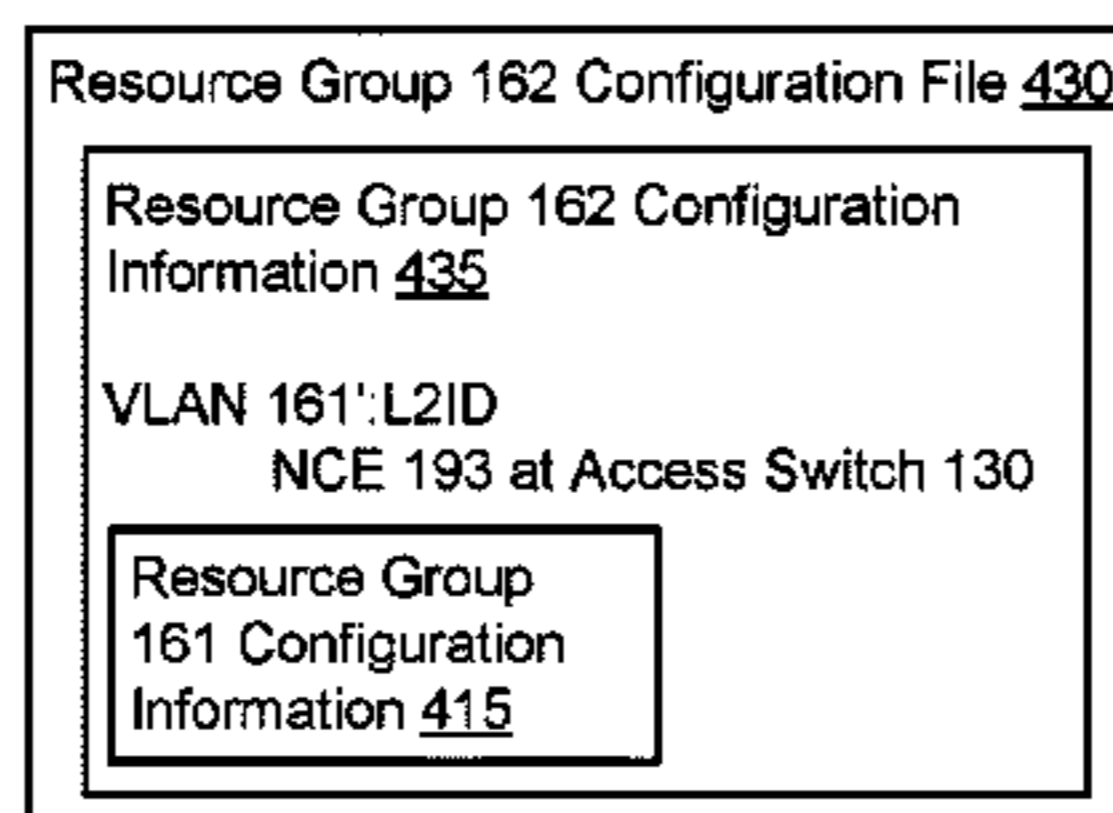 Resource Group 162 Configuration File 430
Resource Group 162 Configuration
Information 435
VLAN 161':L2ID
NCE 193 at Access Switch 130
Resource Group
161 Configuration
Information 415